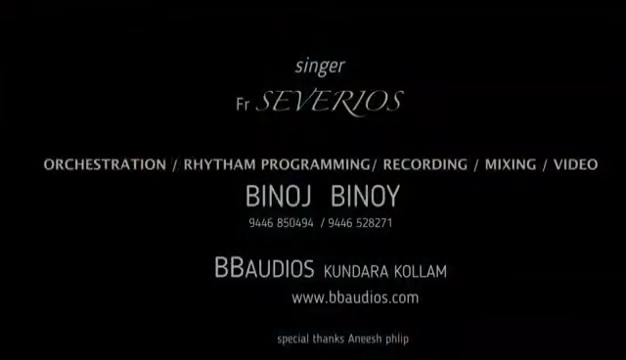 singer
Fr SEVERIOS
ORCHESTRATION / RHYTHAM PROGRAMMING/ RECORDING / MIXING / VIDEO
BINOJ BINOY
9446 850494 / 9446 528271
BBAUDIOS KUNDARA KOLLAM
www.bbaudios.com
special thanks Aneesh phlip